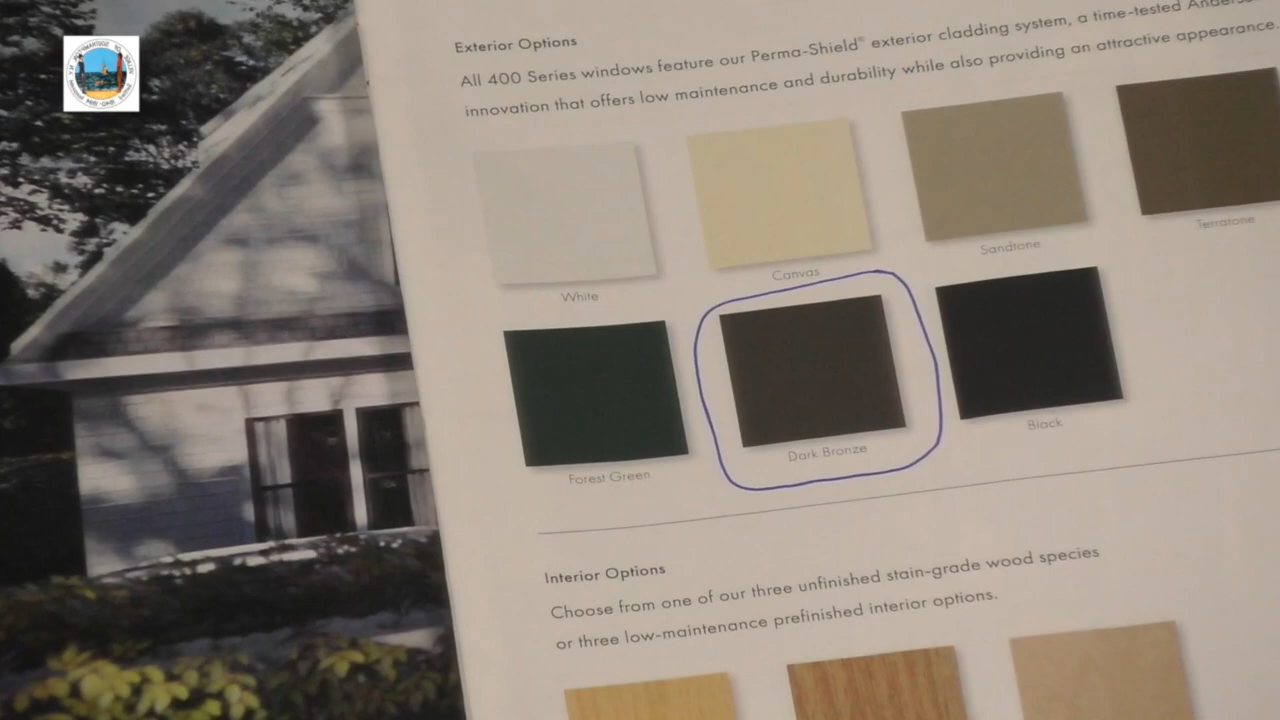 Exterior Options
All 400 Series windows feature our Perma-Shield® exterior cladding system, a time-tested
innovation that offers low maintenance and durability while also providing an attractive appearance.
White
Canvas
Sandtone
Terratone
Forest Green
Dark Bronze
Black
Interior Options
Choose from one of our three unfinished stain-grade wood species
or three low-maintenance prefinished interior options.